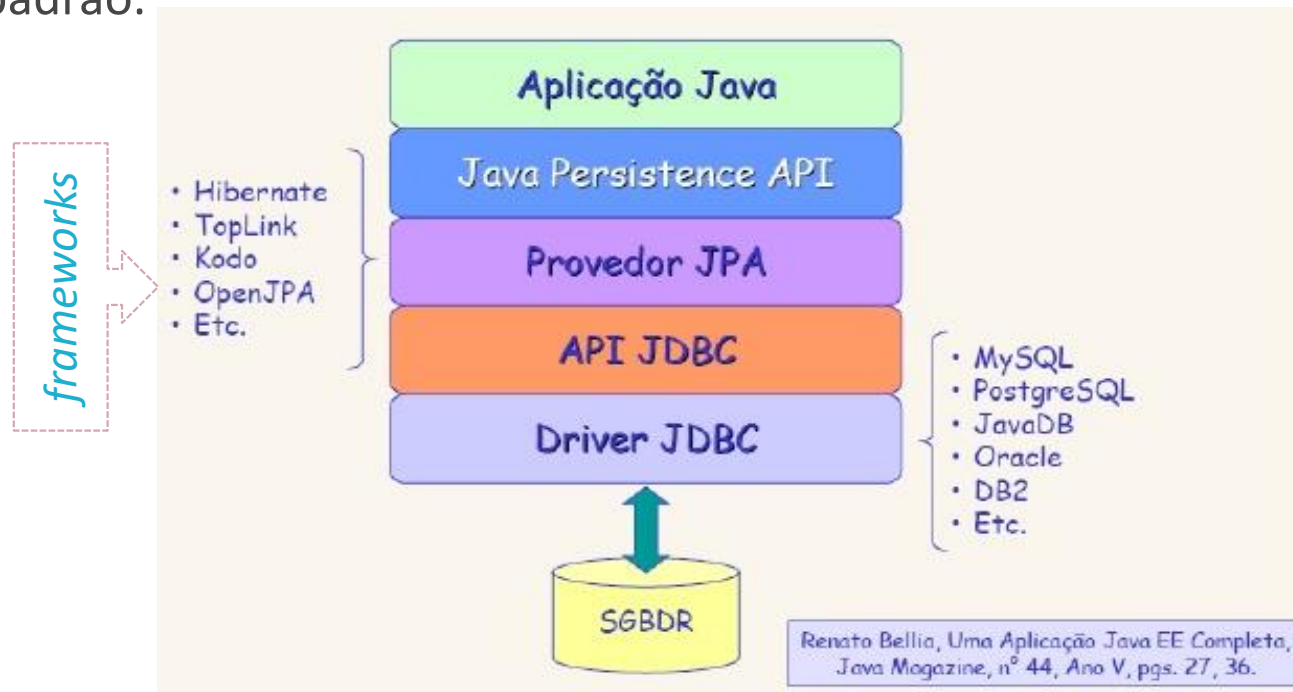 padrão.
Aplicação Java
Java Persistence API
Provedor JPA
API JDBC
Driver JDBC
SGBDR
frameworks
• Hibernate
• TopLink
• Kodo
• OpenJPA
• Etc.
• MySQL
• PostgreSQL
• JavaDB
• Oracle
• DB2
• Etc.
Renato Bellia, Uma Aplicação Java EE Completa,
Java Magazine, nº 44, Ano V, pgs. 27, 36.